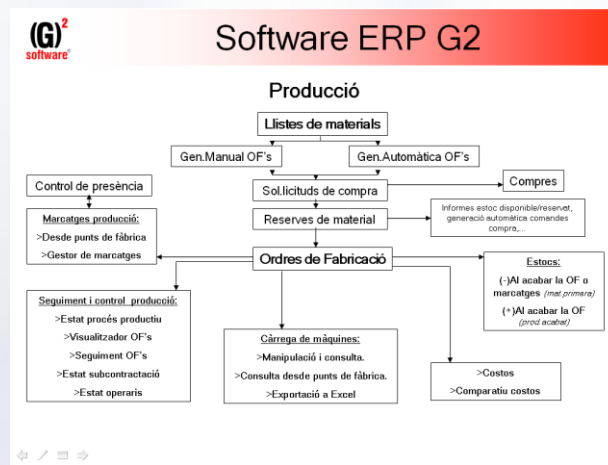 (G)²
software®
Software ERP G2
Producció
Llistes de materials
Gen.Manual OF's
Gen.Automàtica OF's
Control de presència
Sol.licituds de compra
Compres
Marcatges producció:
>Desde punts de fàbrica
>Gestor de marcatges
Reserves de material
Informes estoc disponible/reservat,
generació automàtica comandes
compra,...
Ordres de Fabricació
Estocs:
(-)Al acabar la OF o
marcatges (mat.primera)
(+)Al acabar la OF
(prod.acabat)
Seguiment i control producció:
>Estat procés productiu
>Visualitzador OF's
>Seguiment OF's
>Estat subcontractació
>Estat operaris
Càrrega de màquines:
>Manipulació i consulta.
>Consulta desde punts de fàbrica.
>Exportació a Excel
>Costos
>Comparatiu costos